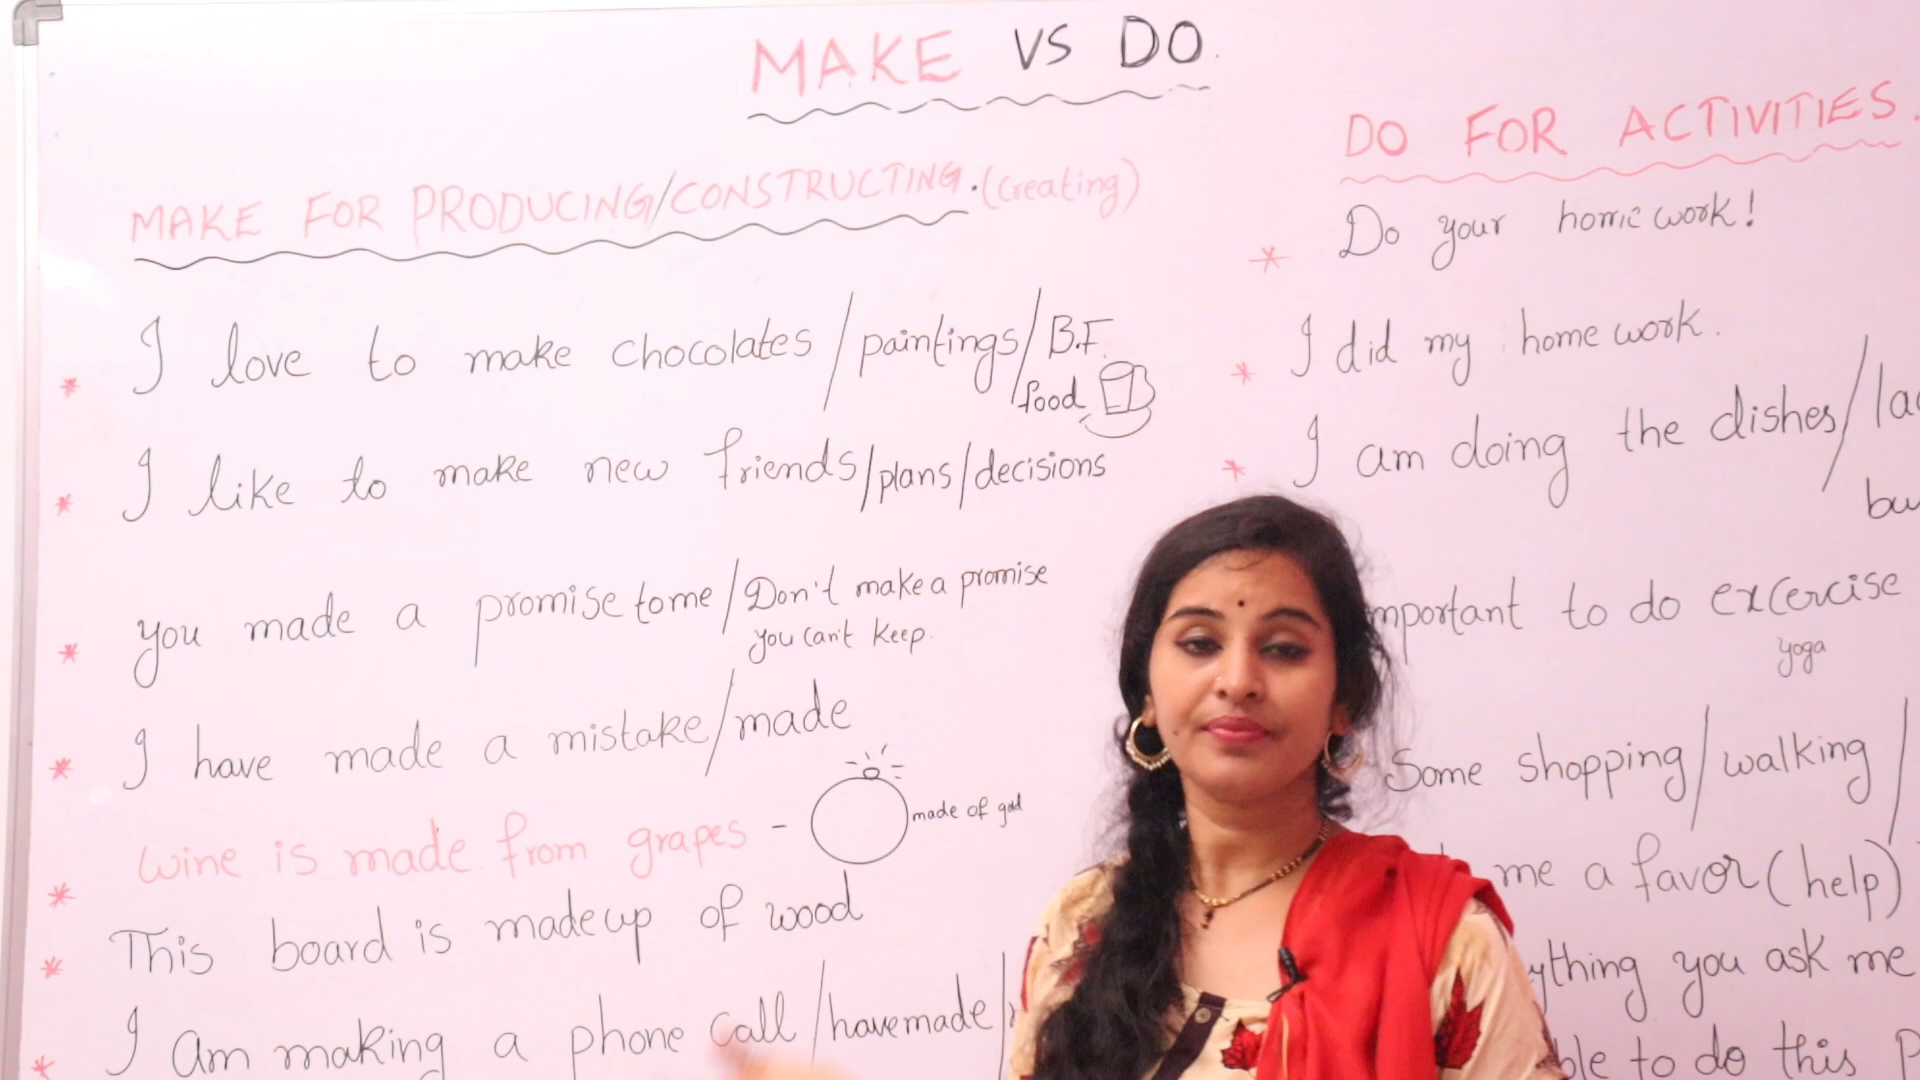 MAKE VS DO.
MAKE FOR PRODUCING/CONSTRUCTING. (creating)
* I love to make chocolates/paintings/B.F.
food
* I like to make new friends/plans/decisions
* you made a promise to me/Don't make a promise
you can't keep.
* I have made a mistake/made
* wine is made from grapes - made of gold
* This board is made up of wood
* I am making a phone call/have made/
DO FOR ACTIVITIES.
* Do your home work!
* I did my home work.
* I am doing the dishes/
to do excercise
yoga
Some shopping/walking/
me a favor (help)
you ask me
to do this